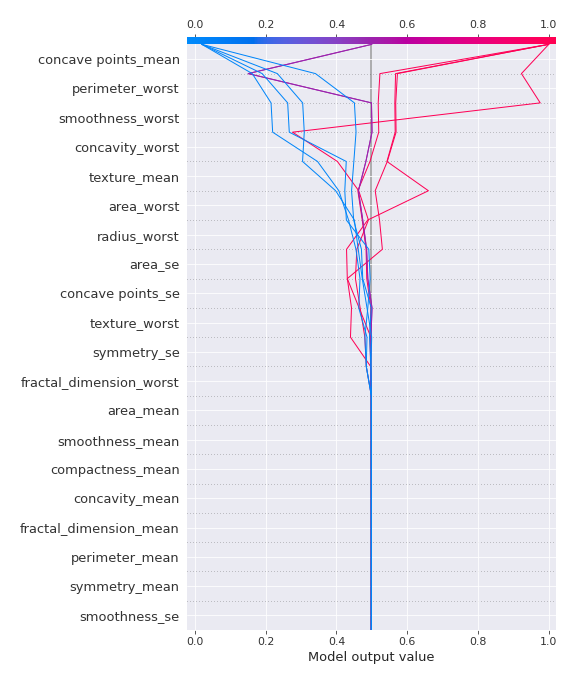 0.0 0.2 0.4 0.6 0.8 1.0
concave points_mean
perimeter_worst
smoothness_worst
concavity_worst
texture_mean
area_worst
radius_worst
area_se
concave points_se
texture_worst
symmetry_se
fractal_dimension_worst
area_mean
smoothness_mean
compactness_mean
concavity_mean
fractal_dimension_mean
perimeter_mean
symmetry_mean
smoothness_se
0.0 0.2 0.4 0.6 0.8 1.0
Model output value